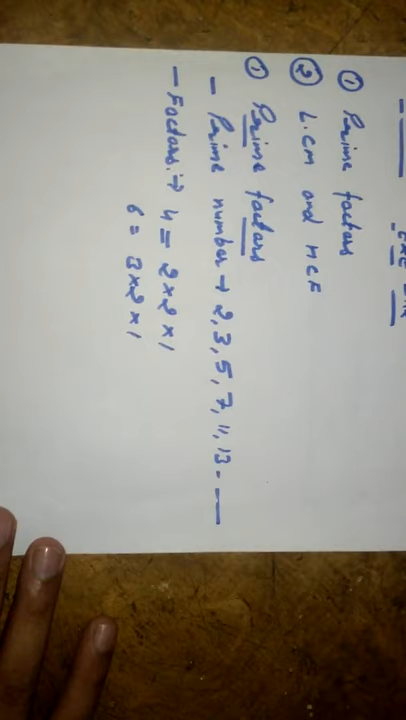 ① Prime factors
② L.CM and HCF
① Prime factors
- Prime number → 2, 3, 5, 7, 11, 13 - —
- Factors: → 4 = 2 x 2 x 1
6 = 3 x 2 x 1